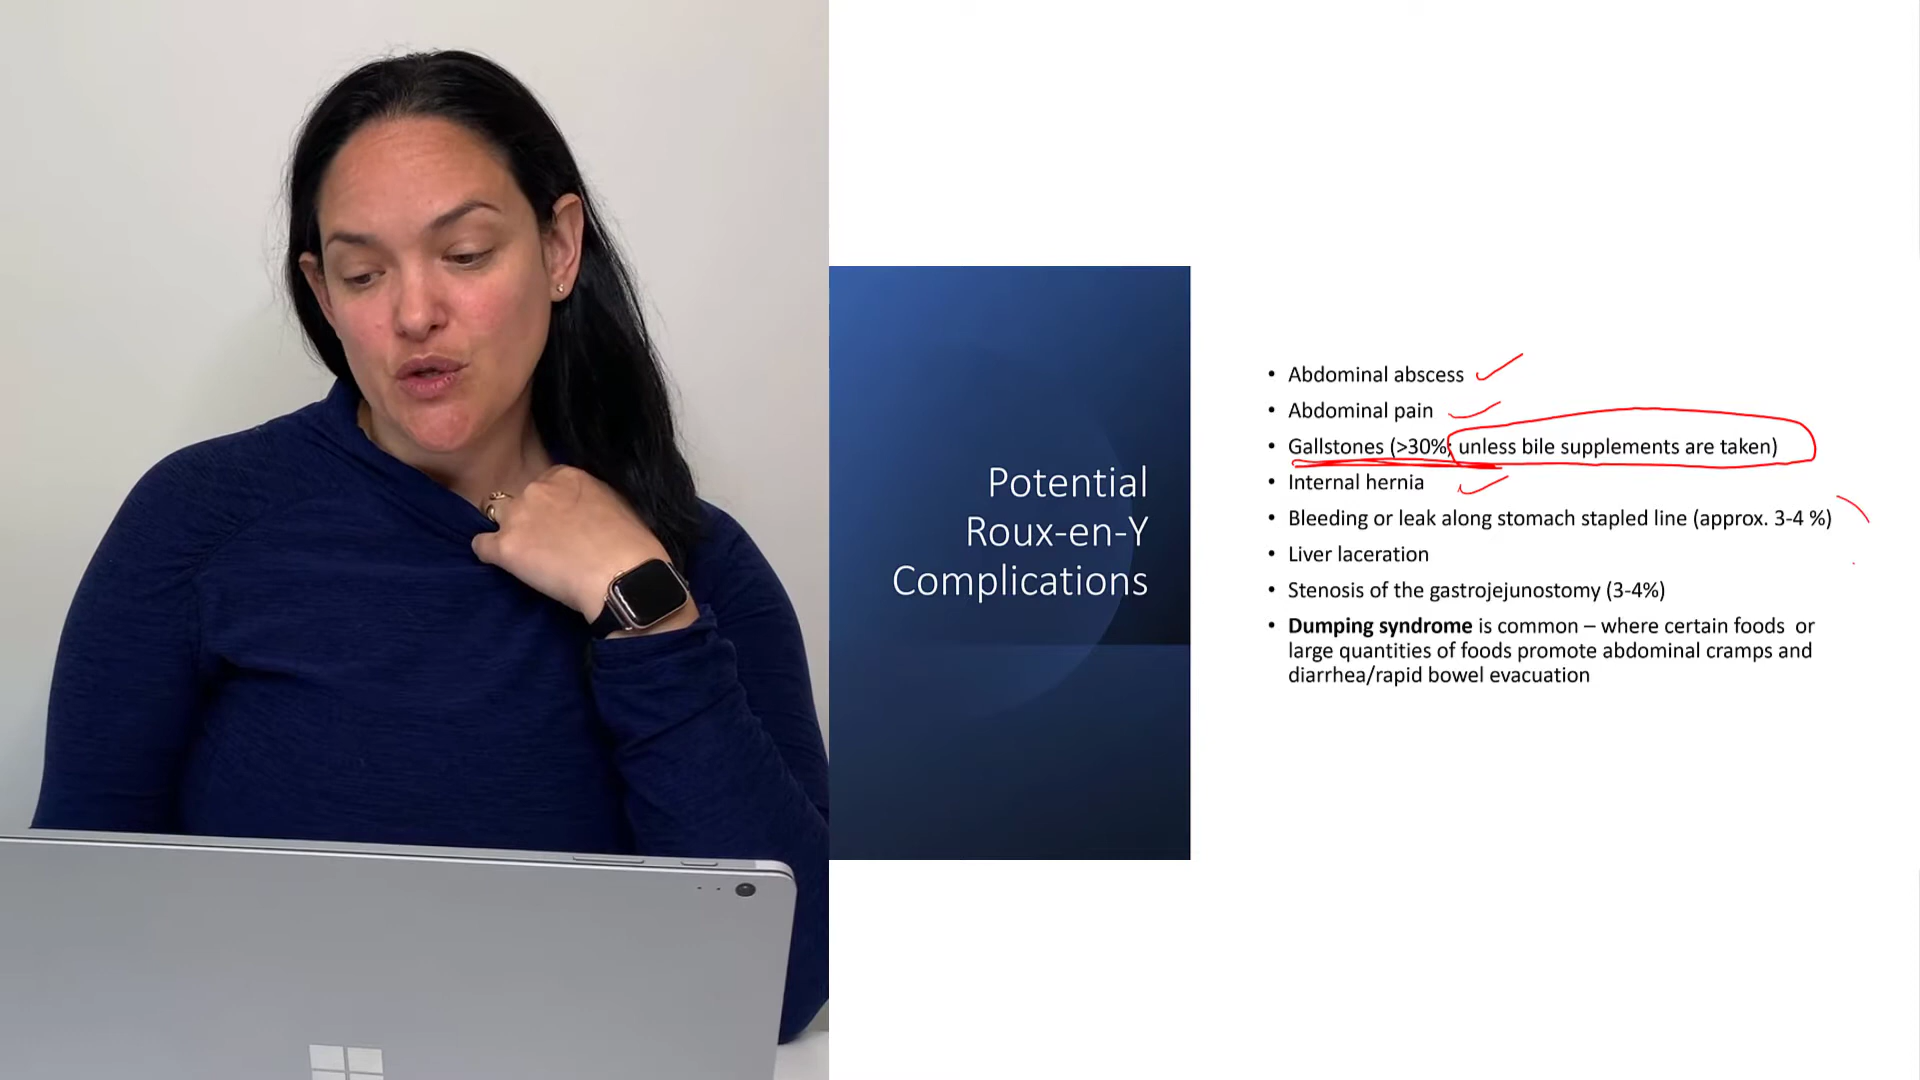 Potential
Roux-en-Y
Complications
• Abdominal abscess
• Abdominal pain
• Gallstones (>30%; unless bile supplements are taken)
• Internal hernia
• Bleeding or leak along stomach stapled line (approx. 3-4 %)
• Liver laceration
• Stenosis of the gastrojejunostomy (3-4%)
• Dumping syndrome is common – where certain foods or
large quantities of foods promote abdominal cramps and
diarrhea/rapid bowel evacuation